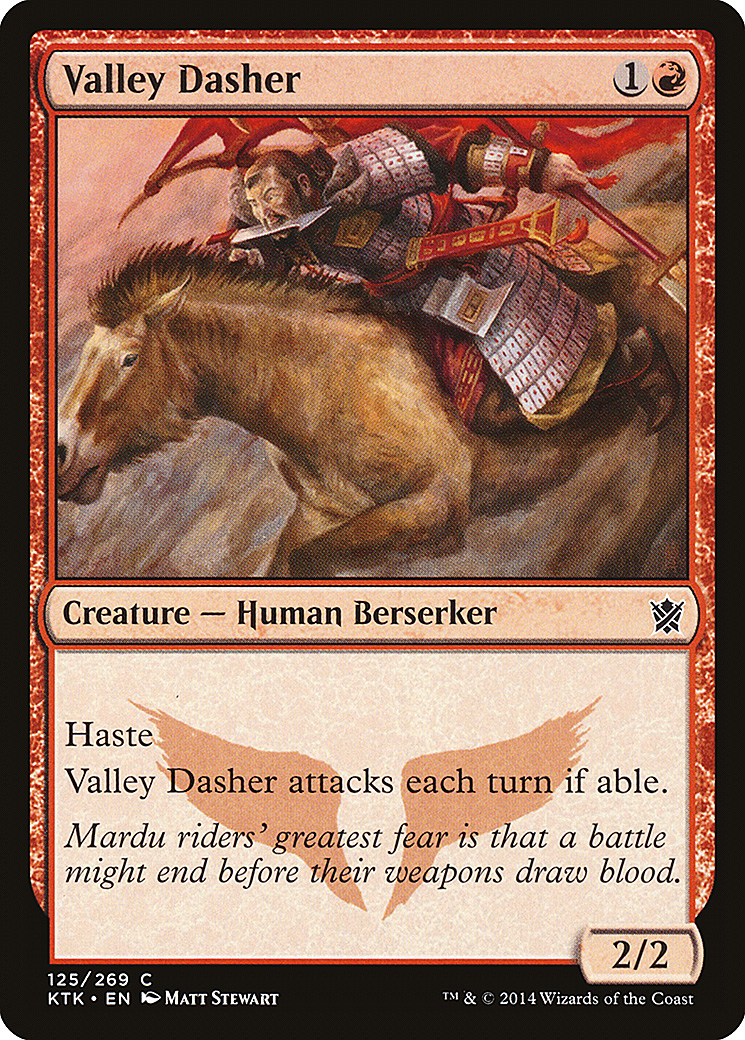 Valley Dasher 1
Creature — Human Berserker
Haste
Valley Dasher attacks each turn if able.
Mardu riders' greatest fear is that a battle
might end before their weapons draw blood.
2/2
125/269 C
KTK • EN Matt Stewart
™ & © 2014 Wizards of the Coast